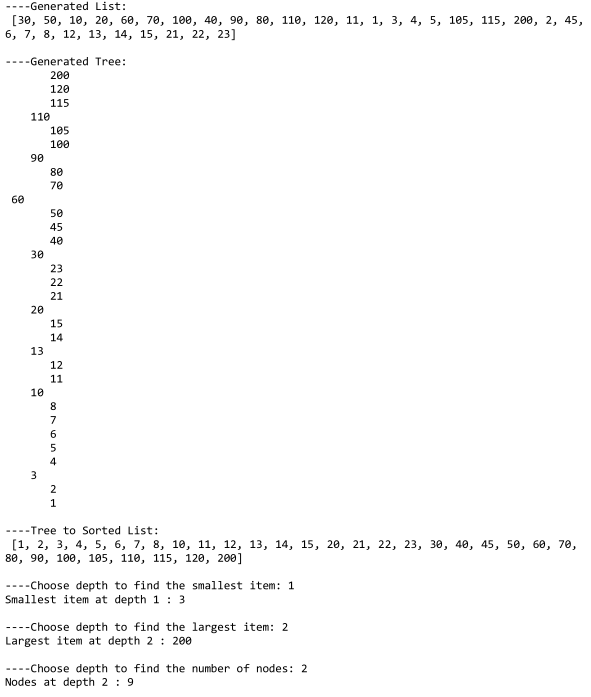 ----Generated List:
[30, 50, 10, 20, 60, 70, 100, 40, 90, 80, 110, 120, 11, 1, 3, 4, 5, 105, 115, 200, 2, 45,
6, 7, 8, 12, 13, 14, 15, 21, 22, 23]
----Generated Tree:
200
120
115
110
105
100
90
80
70
60
50
45
40
30
23
22
21
20
15
14
13
12
11
10
8
7
6
5
4
3
2
1
----Tree to Sorted List:
[1, 2, 3, 4, 5, 6, 7, 8, 10, 11, 12, 13, 14, 15, 20, 21, 22, 23, 30, 40, 45, 50, 60, 70,
80, 90, 100, 105, 110, 115, 120, 200]
----Choose depth to find the smallest item: 1
Smallest item at depth 1 : 3
----Choose depth to find the largest item: 2
Largest item at depth 2 : 200
----Choose depth to find the number of nodes: 2
Nodes at depth 2 : 9